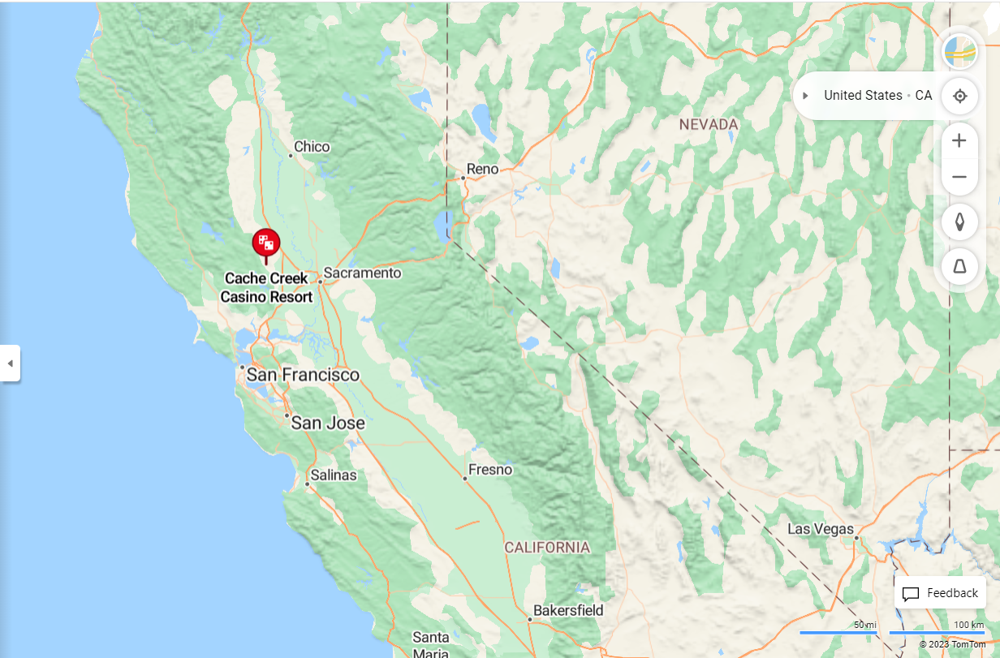 United States • CA
NEVADA
Chico
Reno
Cache Creek
Casino Resort
Sacramento
San Francisco
San Jose
Salinas
Fresno
Las Vegas
CALIFORNIA
Feedback
Bakersfield
50 mi
100 km
Santa
Maria
© 2023 TomTom